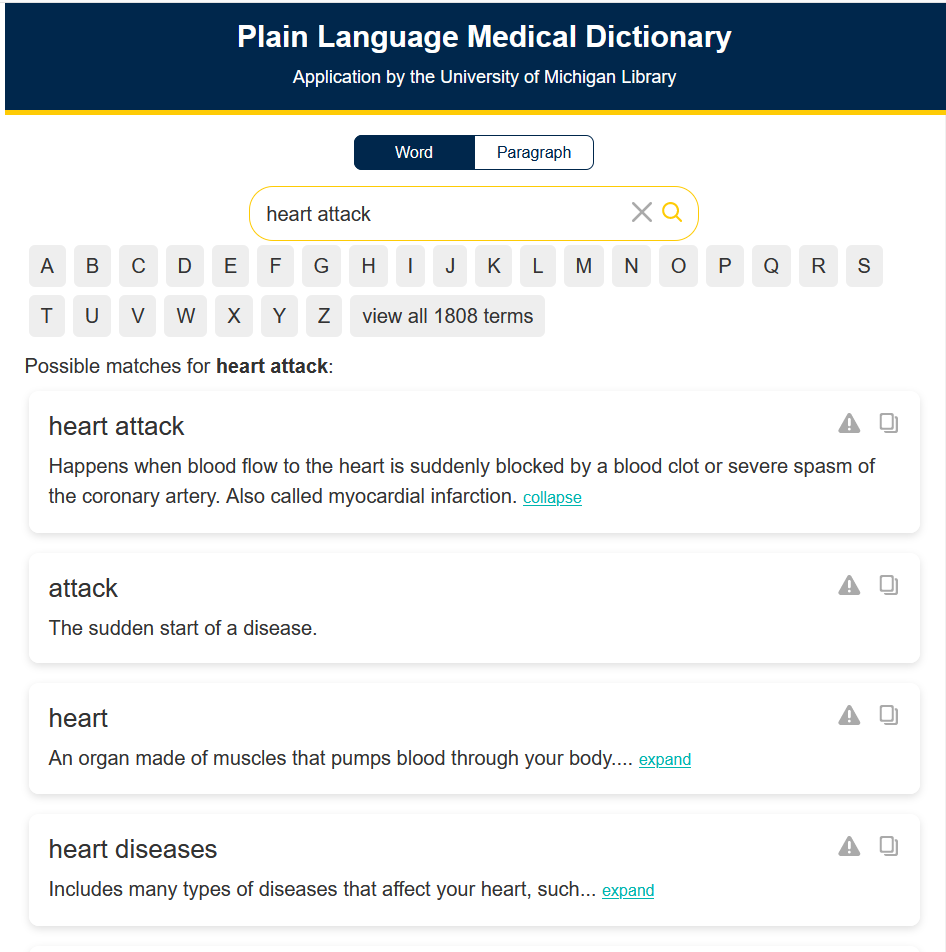 Plain Language Medical Dictionary
Application by the University of Michigan Library
Word Paragraph
heart attack
A B C D E F G H I J K L M N O P Q R S
T U V W X Y Z view all 1808 terms
Possible matches for heart attack:
heart attack
Happens when blood flow to the heart is suddenly blocked by a blood clot or severe spasm of
the coronary artery. Also called myocardial infarction. collapse
attack
The sudden start of a disease.
heart
An organ made of muscles that pumps blood through your body.... expand
heart diseases
Includes many types of diseases that affect your heart, such... expand